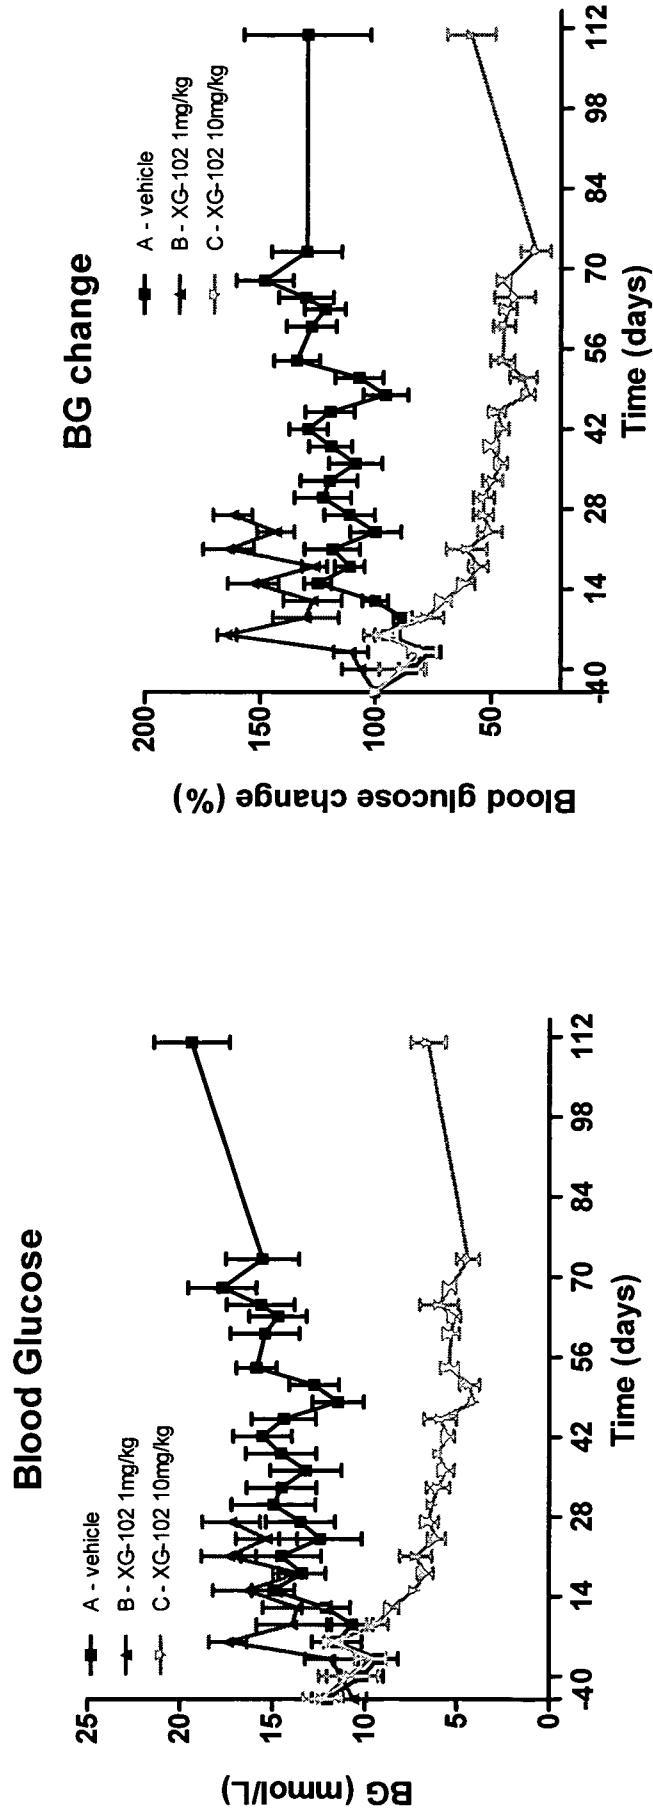 Blood Glucose
A - vehicle
B - XG-102 1mg/kg
C - XG-102 10mg/kg
BG (mmol/L)
25
20
15
10
5
0
-4 0 14 28 42 56 70 84 98 112
Time (days)
BG change
A - vehicle
B - XG-102 1mg/kg
C - XG-102 10mg/kg
Blood glucose change (%)
200
150
100
50
-4 0 14 28 42 56 70 84 98 112
Time (days)